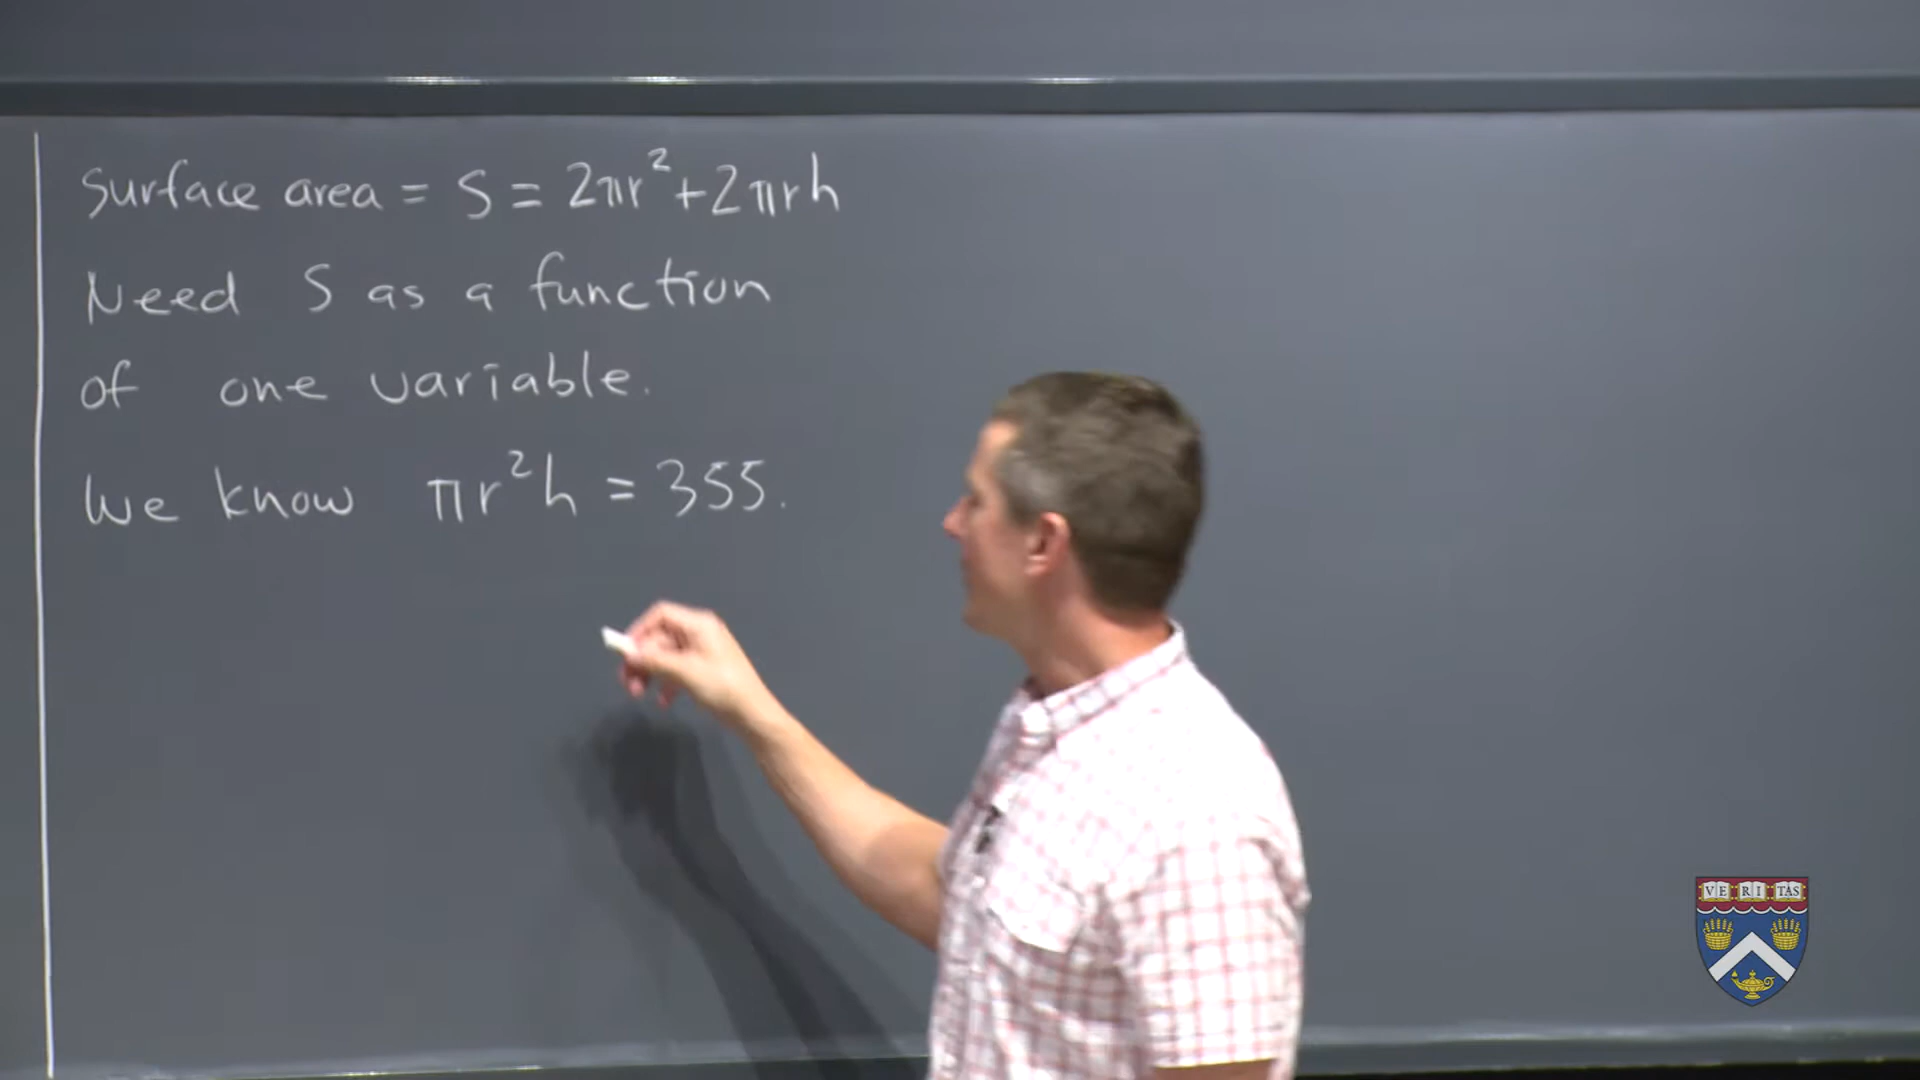 Surface area = S = 2πr²+2πrh
Need S as a function
of one variable.
We know πr²h = 355.
VE RI TAS